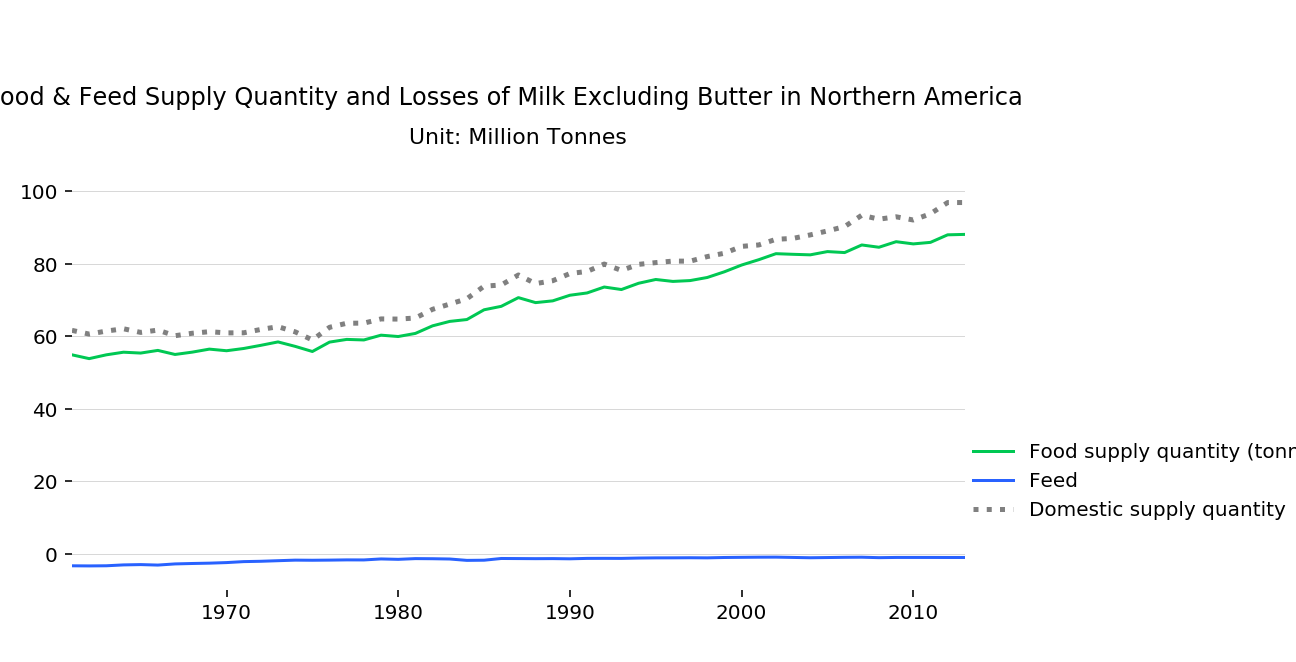 ood & Feed Supply Quantity and Losses of Milk Excluding Butter in Northern America
Unit: Million Tonnes
100
80
60
40
20
0
1970 1980 1990 2000 2010
Food supply quantity (tonr
Feed
Domestic supply quantity